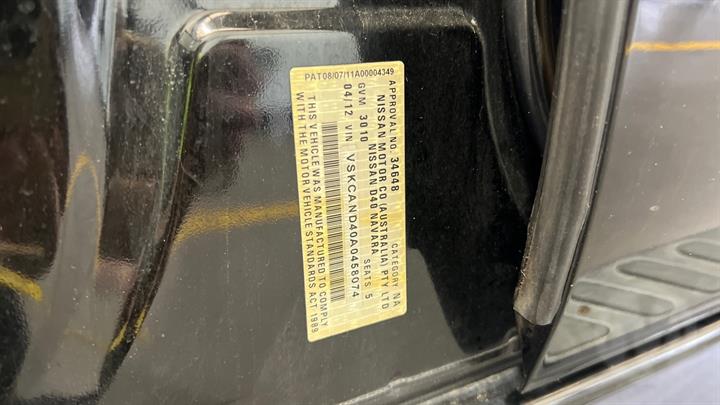 PAT08/07/11A00004349
APPROVAL NO. 34648 CATEGORY NA
NISSAN MOTOR CO (AUSTRALIA) PTY LTD
NISSAN D40 NAVARA
GVM 3010 SEATS: 5
04/12 VIN VSKCAND40A0458074
THIS VEHICLE WAS MANUFACTURED TO COMPLY
WITH THE MOTOR VEHICLE STANDARDS ACT 1989